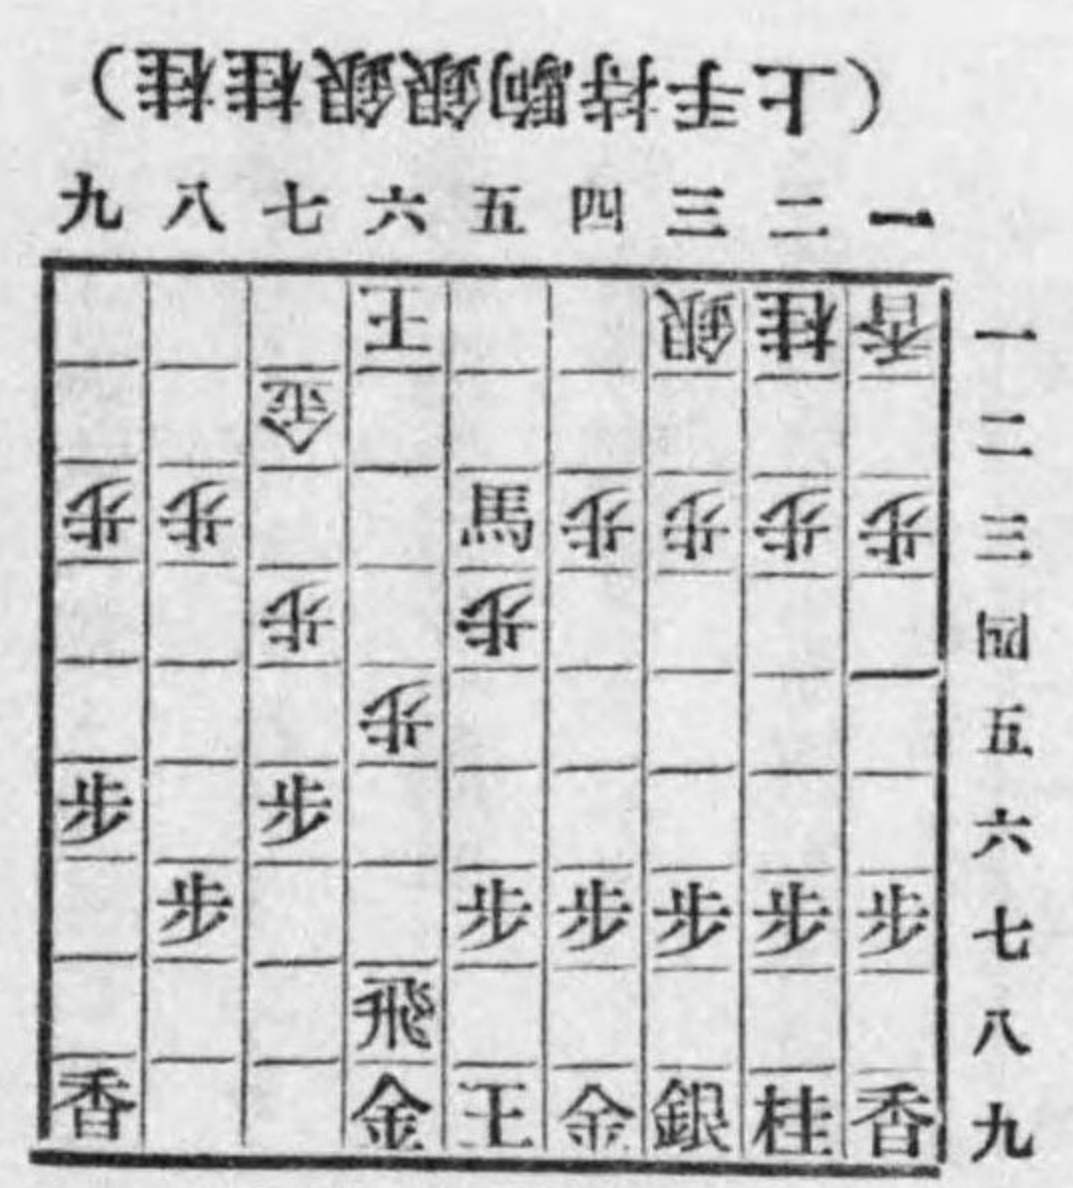 （上手持駒銀銀桂桂）
九 八 七 六 五 四 三 二 一
王 銀 桂 香 一
金 二
歩 歩 馬 歩 歩 歩 歩 三
歩 歩 四
歩 五
歩 歩 六
歩 歩 歩 歩 歩 歩 七
飛 八
香 金 王 金 銀 桂 香 九